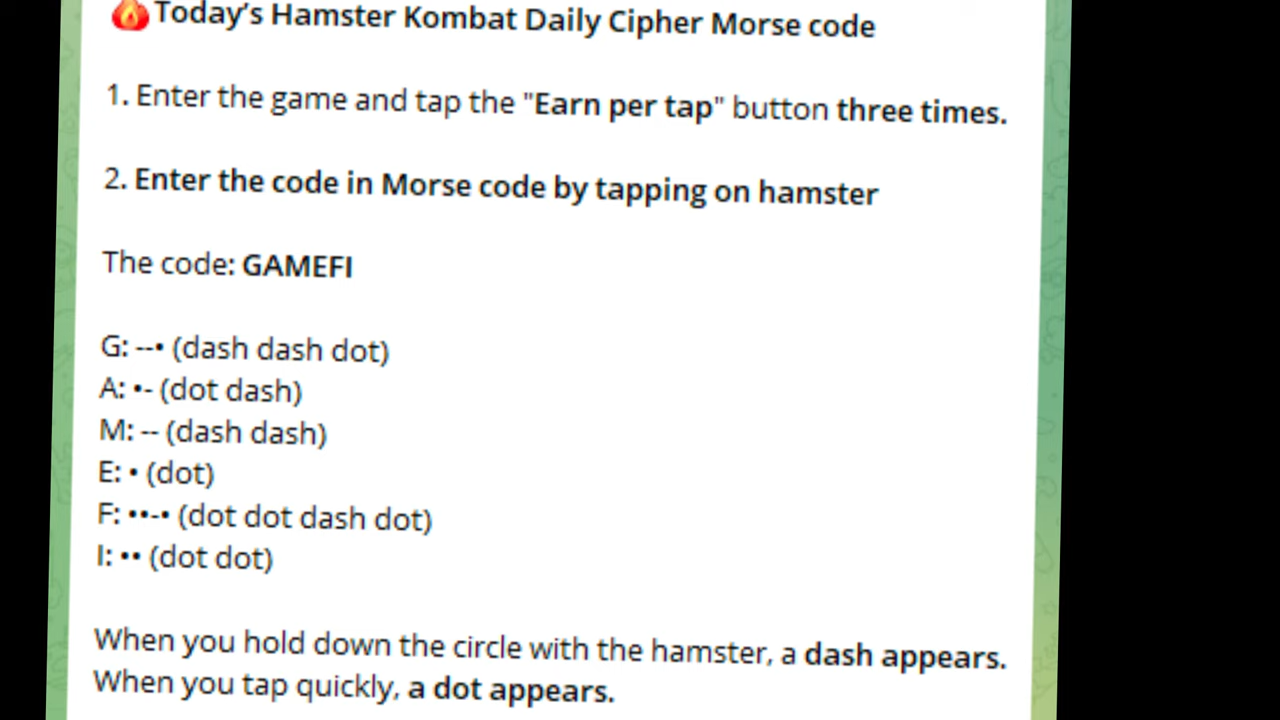 🔥Today's Hamster Kombat Daily Cipher Morse code
1. Enter the game and tap the "Earn per tap" button three times.
2. Enter the code in Morse code by tapping on hamster
The code: GAMEFI
G: --• (dash dash dot)
A: •- (dot dash)
M: -- (dash dash)
E: • (dot)
F: ••-• (dot dot dash dot)
I: •• (dot dot)
When you hold down the circle with the hamster, a dash appears.
When you tap quickly, a dot appears.